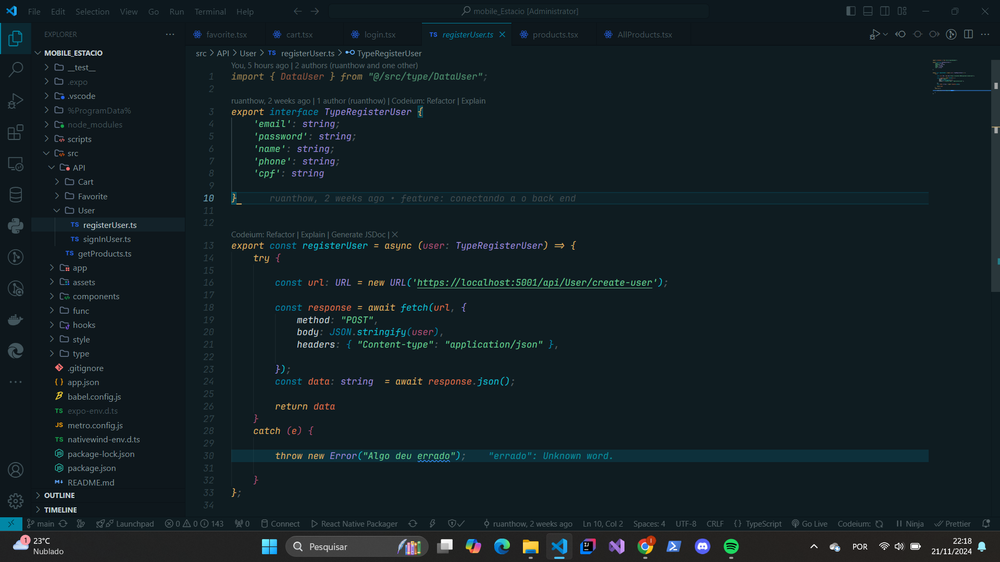 File Edit Selection View Go Run Terminal Help
mobile_Estacio [Administrator]
EXPLORER
favorite.tsx
cart.tsx
login.tsx
TS registerUser.ts
products.tsx
AllProducts.tsx
MOBILE_ESTACIO
__test__
.expo
.vscode
%ProgramData%
node_modules
scripts
src
API
Cart
Favorite
User
TS registerUser.ts
TS signInUser.ts
TS getProducts.ts
app
assets
components
func
hooks
style
type
.gitignore
{} app.json
babel.config.js
TS expo-env.d.ts
JS metro.config.js
TS nativewind-env.d.ts
package-lock.json
package.json
M↓ README.md
OUTLINE
TIMELINE
src > API > User > TS registerUser.ts > TypeRegisterUser
You, 5 hours ago | 2 authors (ruanthow and one other)
1 import { DataUser } from "@/src/type/DataUser";
2
ruanthow, 2 weeks ago | 1 author (ruanthow) | Codeium: Refactor | Explain
3 export interface TypeRegisterUser {
4 'email': string;
5 'password': string;
6 'name': string;
7 'phone': string;
8 'cpf': string
9
10 } ruanthow, 2 weeks ago • feature: conectando a o back end
11
12
Codeium: Refactor | Explain | Generate JSDoc | X
13 export const registerUser = async (user: TypeRegisterUser) => {
14 try {
15
16 const url: URL = new URL('https://localhost:5001/api/User/create-user');
17
18 const response = await fetch(url, {
19 method: "POST",
20 body: JSON.stringify(user),
21 headers: { "Content-type": "application/json" },
22
23 });
24 const data: string = await response.json();
25
26 return data
27 }
28 catch (e) {
29
30 throw new Error("Algo deu errado"); "errado": Unknown word.
31
32 }
33 };
34
main Launchpad 0 0 143 0 Connect React Native Packager ruanthow, 2 weeks ago Ln 10, Col 2 Spaces: 4 UTF-8 CRLF {} TypeScript Go Live Codeium: Ninja Prettier
1
23°C
Nublado
Pesquisar
POR
22:18
21/11/2024